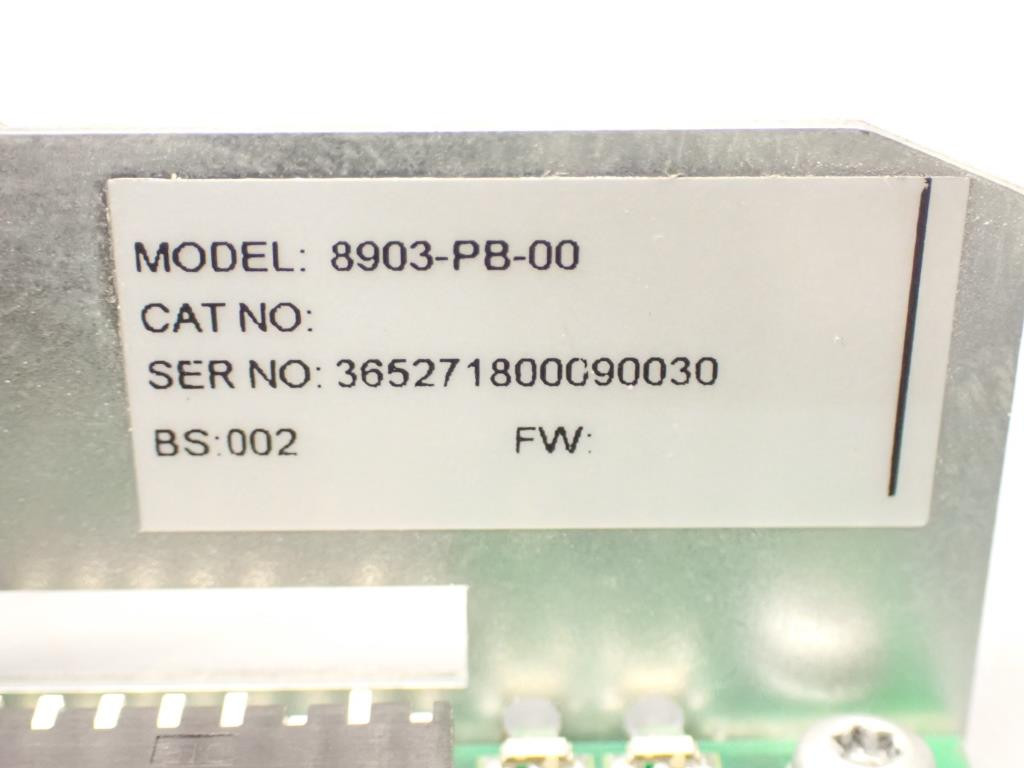 MODEL: 8903-PB-00
CAT NO:
SER NO: 365271800090030
BS:002 FW: